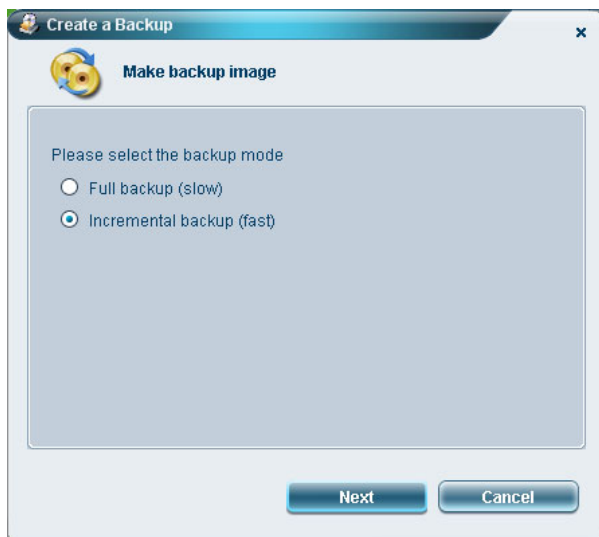 Create a Backup
Make backup image
Please select the backup mode
Full backup (slow)
Incremental backup (fast)
Next
Cancel